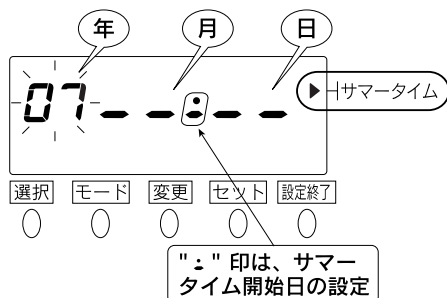 年 月 日
07 - - : - - ▶ サマータイム
選択 モード 変更 セット 設定終了
":" 印は、サマー
タイム開始日の設定